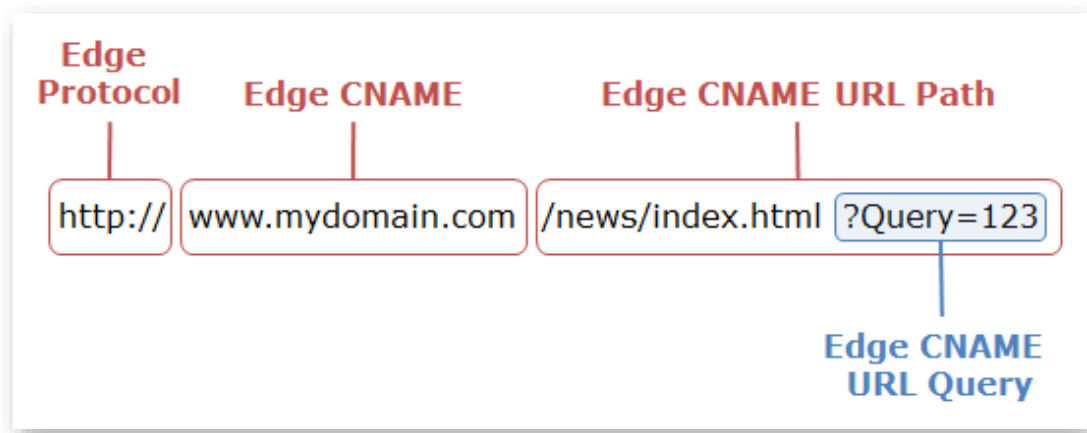 Edge
Protocol
Edge CNAME
Edge CNAME URL Path
http://
www.mydomain.com
/news/index.html ?Query=123
Edge CNAME
URL Query